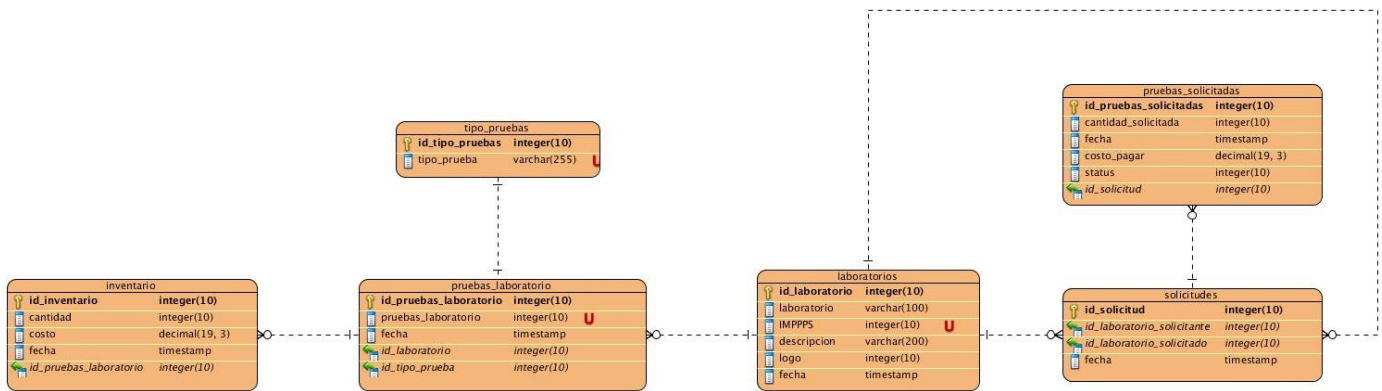 pruebas_solicitadas
id_pruebas_solicitadas integer(10)
cantidad_solicitada integer(10)
fecha timestamp
costo_pagar decimal(19, 3)
status integer(10)
id_solicitud integer(10)
tipo_pruebas
id_tipo_pruebas integer(10)
tipo_prueba varchar(255) U
inventario
id_inventario integer(10)
cantidad integer(10)
costo decimal(19, 3)
fecha timestamp
id_pruebas_laboratorio integer(10)
pruebas_laboratorio
id_pruebas_laboratorio integer(10)
pruebas_laboratorio integer(10) U
fecha timestamp
id_laboratorio integer(10)
id_tipo_prueba integer(10)
laboratorios
id_laboratorio integer(10)
laboratorio varchar(100)
IMPPPS integer(10) U
descripcion varchar(200)
logo integer(10)
fecha timestamp
solicitudes
id_solicitud integer(10)
id_laboratorio_solicitante integer(10)
id_laboratorio_solicitado integer(10)
fecha timestamp